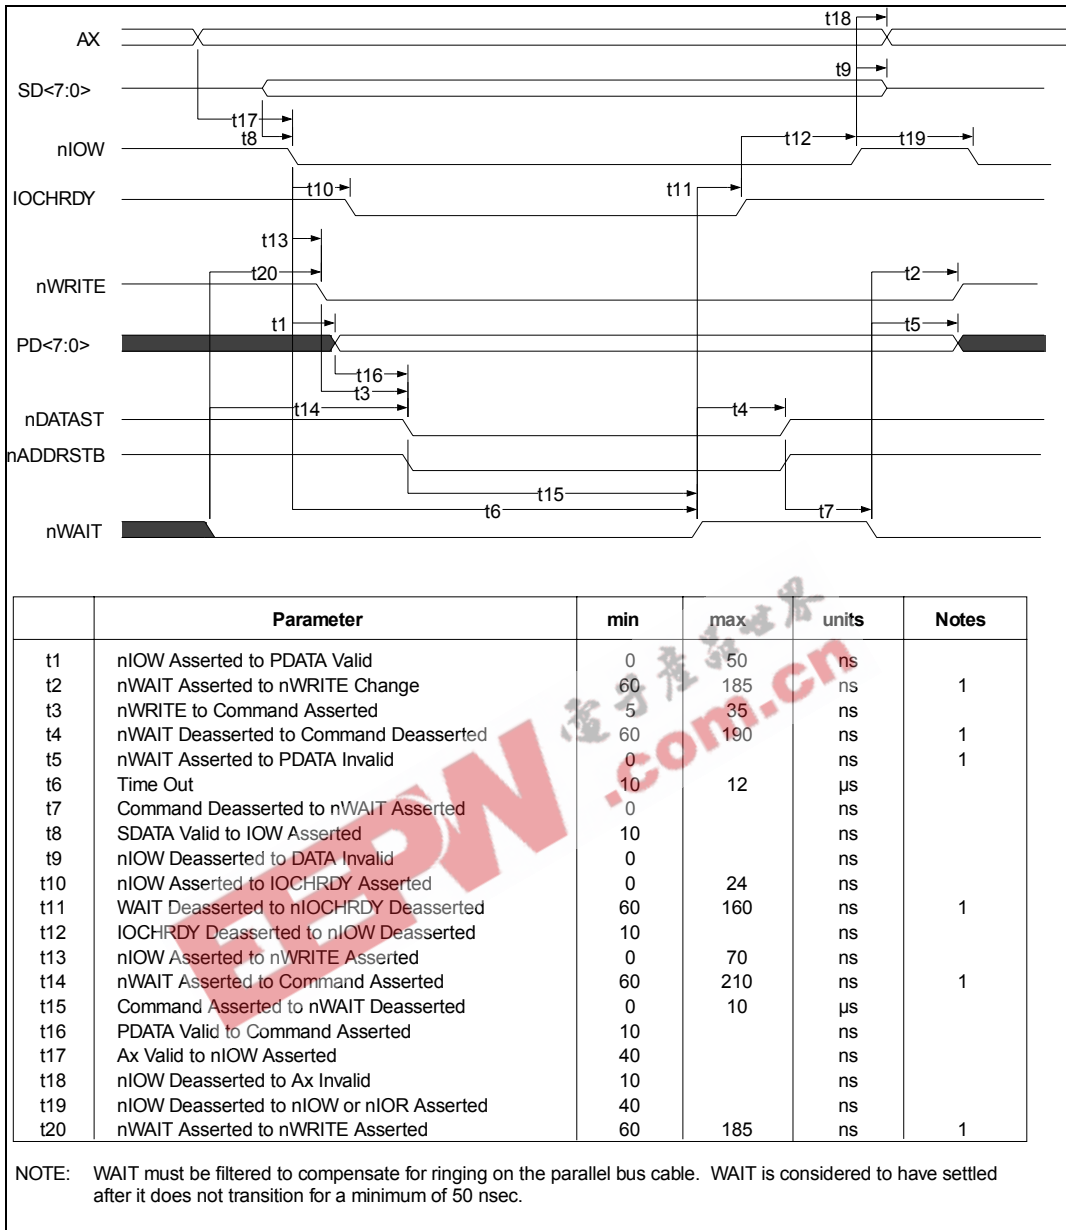 t18
AX
t9
SD<7:0>
t17
t8
t12
t19
nIOW
t10
t11
IOCHRDY
t13
t20
t2
nWRITE
t1
t5
PD<7:0>
t16
t3
t14
t4
nDATAST
nADDRSTB
t15
t6
t7
nWAIT
Parameter min max units Notes
t1 nIOW Asserted to PDATA Valid 0 50 ns
t2 nWAIT Asserted to nWRITE Change 60 185 ns 1
t3 nWRITE to Command Asserted 5 35 ns
t4 nWAIT Deasserted to Command Deasserted 60 190 ns 1
t5 nWAIT Asserted to PDATA Invalid 0 ns 1
t6 Time Out 10 12 µs
t7 Command Deasserted to nWAIT Asserted 0 ns
t8 SDATA Valid to IOW Asserted 10 ns
t9 nIOW Deasserted to DATA Invalid 0 ns
t10 nIOW Asserted to IOCHRDY Asserted 0 24 ns
t11 WAIT Deasserted to nIOCHRDY Deasserted 60 160 ns 1
t12 IOCHRDY Deasserted to nIOW Deasserted 10 ns
t13 nIOW Asserted to nWRITE Asserted 0 70 ns
t14 nWAIT Asserted to Command Asserted 60 210 ns 1
t15 Command Asserted to nWAIT Deasserted 0 10 µs
t16 PDATA Valid to Command Asserted 10 ns
t17 Ax Valid to nIOW Asserted 40 ns
t18 nIOW Deasserted to Ax Invalid 10 ns
t19 nIOW Deasserted to nIOW or nIOR Asserted 40 ns
t20 nWAIT Asserted to nWRITE Asserted 60 185 ns 1
EEPW.com.cn
電子產品世界
NOTE: WAIT must be filtered to compensate for ringing on the parallel bus cable. WAIT is considered to have settled
after it does not transition for a minimum of 50 nsec.